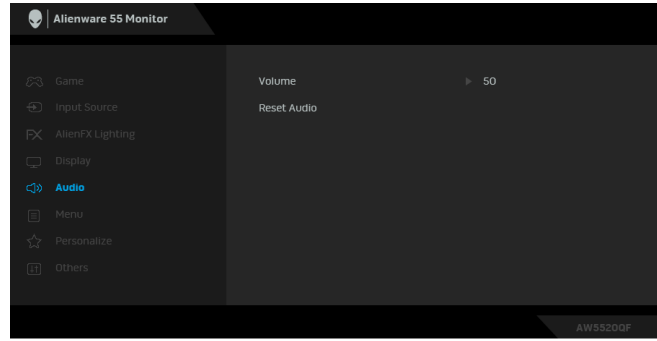 Alienware 55 Monitor
Game
Volume 50
Input Source
Reset Audio
AlienFX Lighting
Display
Audio
Menu
Personalize
Others
AW5520QF